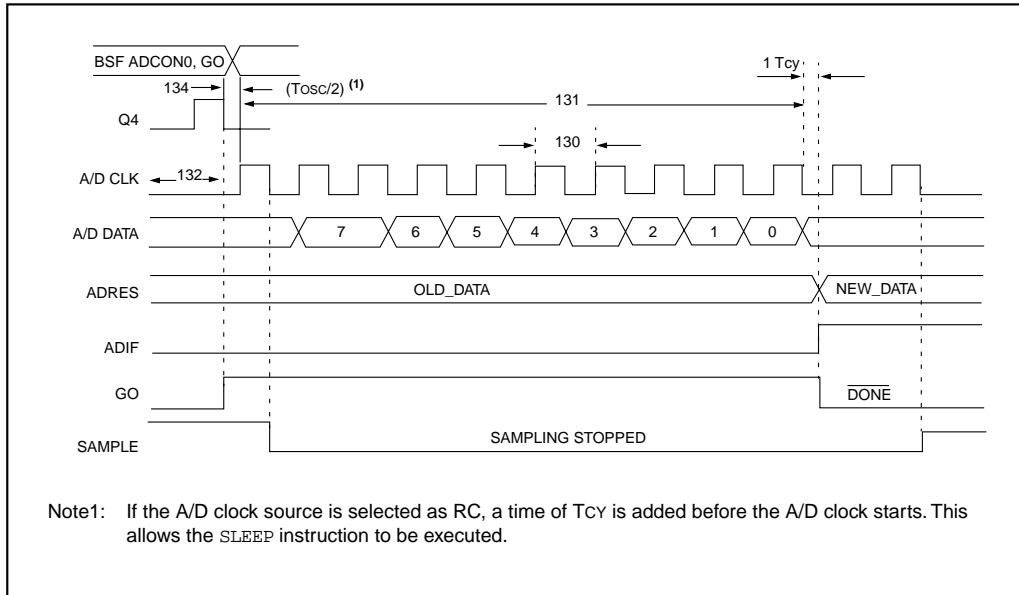 BSF ADCON0, GO
1 TCY
134
(TOSC/2) (1)
131
Q4
130
A/D CLK
132
A/D DATA
7
6
5
4
3
2
1
0
ADRES
OLD_DATA
NEW_DATA
ADIF
GO
DONE
SAMPLE
SAMPLING STOPPED
Note1: If the A/D clock source is selected as RC, a time of TCY is added before the A/D clock starts. This
allows the SLEEP instruction to be executed.